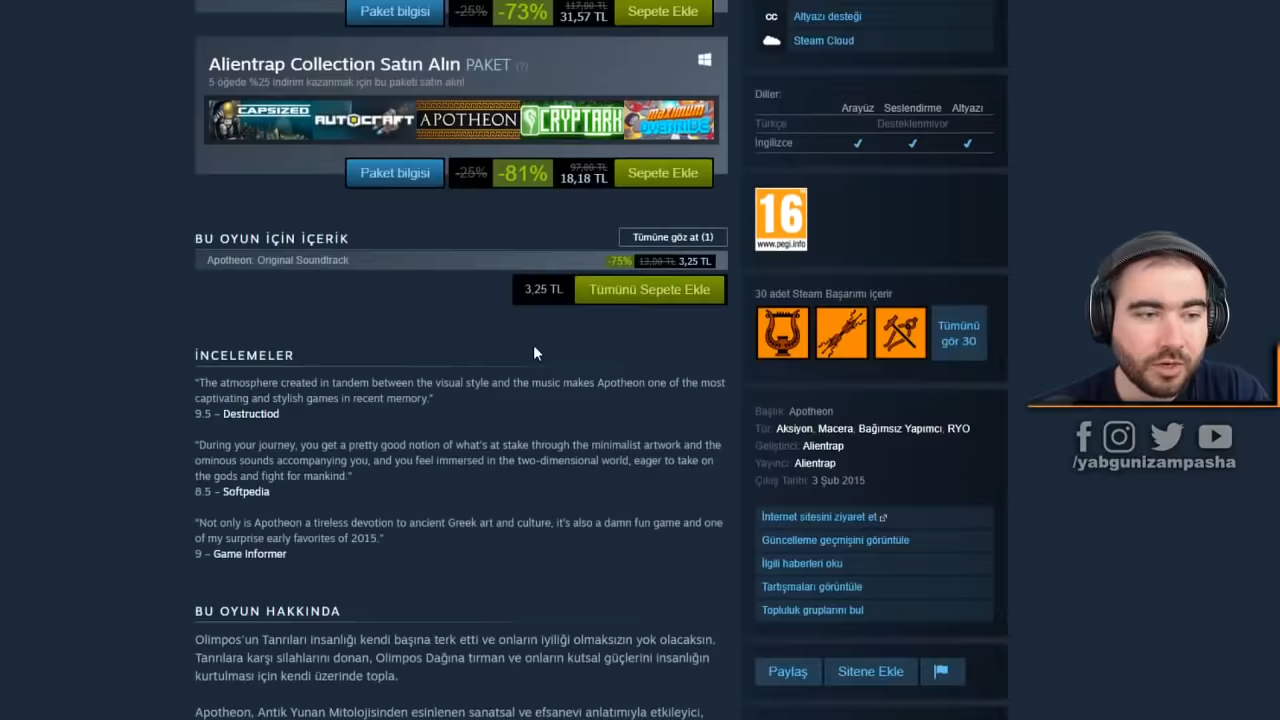 Paket bilgisi -25% -73% 117,00 TL 31,57 TL Sepete Ekle
Alientrap Collection Satın Alın PAKET (?)
5 öğede %25 indirim kazanmak için bu paketi satın alın!
CAPSIZED AUTOCRAFT APOTHEON CRYPTARK MAXIMUM OVERRIDE
Paket bilgisi -25% -81% 97,00 TL 18,18 TL Sepete Ekle
BU OYUN İÇİN İÇERİK
Tümüne göz at (1)
Apotheon: Original Soundtrack -75% 13,00 TL 3,25 TL
3,25 TL Tümünü Sepete Ekle
İNCELEMELER
“The atmosphere created in tandem between the visual style and the music makes Apotheon one of the most
captivating and stylish games in recent memory.”
9.5 – Destructiod
“During your journey, you get a pretty good notion of what's at stake through the minimalist artwork and the
ominous sounds accompanying you, and you feel immersed in the two-dimensional world, eager to take on
the gods and fight for mankind.”
8.5 – Softpedia
“Not only is Apotheon a tireless devotion to ancient Greek art and culture, it's also a damn fun game and one
of my surprise early favorites of 2015.”
9 – Game Informer
BU OYUN HAKKINDA
Olimpos'un Tanrıları insanlığı kendi başına terk etti ve onların iyiliği olmaksızın yok olacaksın.
Tanrılara karşı silahlarını donan, Olimpos Dağına tırman ve onların kutsal güçlerini insanlığın
kurtulması için kendi üzerinde topla.
Apotheon, Antik Yunan Mitolojisinden esinlenen sanatsal ve efsanevi anlatımıyla etkileyici,
CC Altyazı desteği
Steam Cloud
Diller:
Arayüz Seslendirme Altyazı
Türkçe Desteklenmiyor
İngilizce ✔ ✔ ✔
16
www.pegi.info
30 adet Steam Başarımı içerir
Tümünü
gör 30
Başlık: Apotheon
Tür: Aksiyon, Macera, Bağımsız Yapımcı, RYO
Geliştirici: Alientrap
Yayıncı: Alientrap
Çıkış Tarihi: 3 Şub 2015
İnternet sitesini ziyaret et
Güncelleme geçmişini görüntüle
İlgili haberleri oku
Tartışmaları görüntüle
Topluluk gruplarını bul
Paylaş Sitene Ekle
/yabgunizampasha